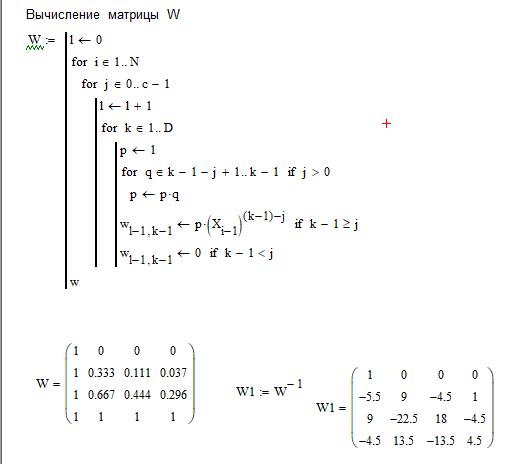 Вычисление матрицы W
W := l ← 0
for i ∈ 1.. N
for j ∈ 0.. c − 1
l ← l + 1
for k ∈ 1.. D
p ← 1
for q ∈ k − 1 − j + 1.. k − 1 if j > 0
p ← p·q
w_{l−1,k−1} ← p·(X_{i−1})^{(k−1)−j} if k − 1 ≥ j
w_{l−1,k−1} ← 0 if k − 1 < j
w
W = ( 1 0 0 0
1 0.333 0.111 0.037
1 0.667 0.444 0.296
1 1 1 1 )
W1 := W^{−1}
W1 = ( 1 0 0 0
−5.5 9 −4.5 1
9 −22.5 18 −4.5
−4.5 13.5 −13.5 4.5 )